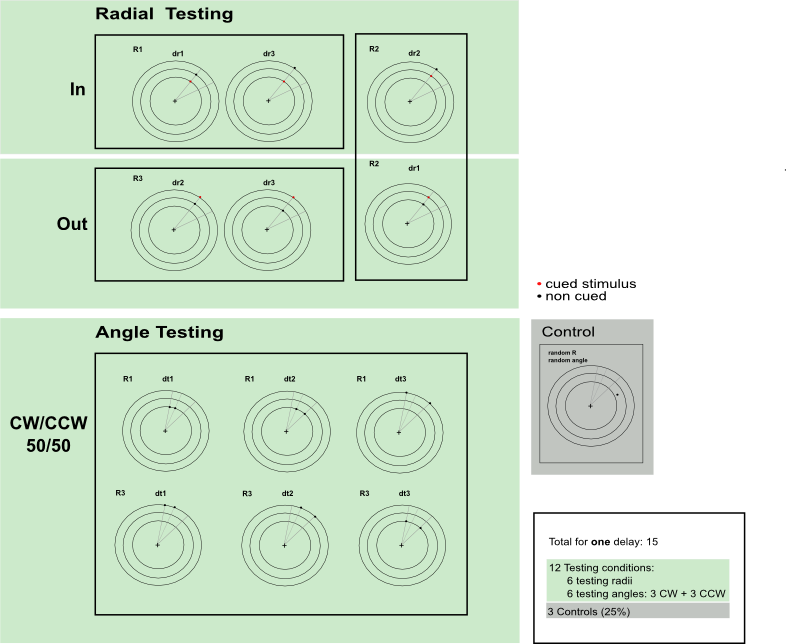 Radial Testing
R1
dr1
dr3
R2
dr2
In
R3
dr2
dr3
R2
dr1
Out
cued stimulus
non cued
Angle Testing
Control
random R
random angle
R1
dt1
R1
dt2
R1
dt3
CW/CCW
50/50
R3
dt1
R3
dt2
R3
dt3
Total for one delay: 15
12 Testing conditions:
6 testing radii
6 testing angles: 3 CW + 3 CCW
3 Controls (25%)